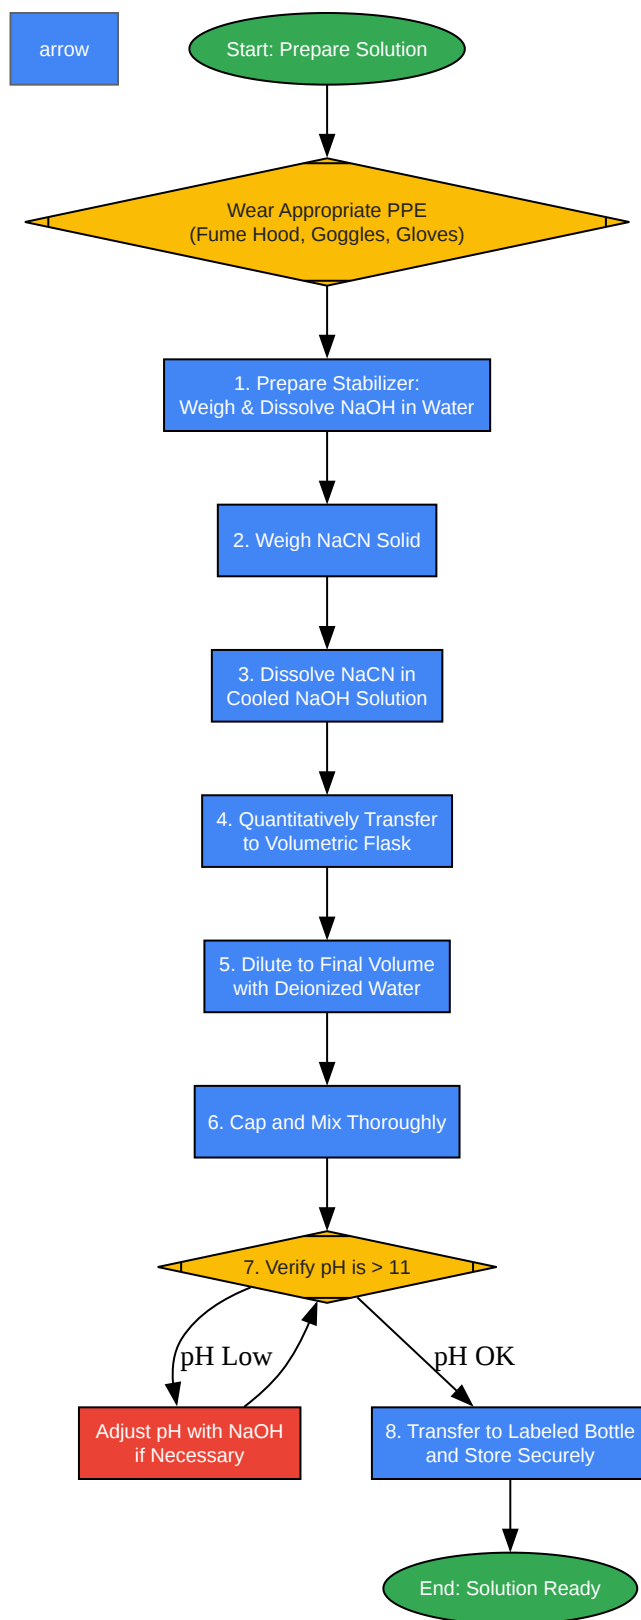 arrow
Start: Prepare Solution
Wear Appropriate PPE
(Fume Hood, Goggles, Gloves)
1. Prepare Stabilizer:
Weigh & Dissolve NaOH in Water
2. Weigh NaCN Solid
3. Dissolve NaCN in
Cooled NaOH Solution
4. Quantitatively Transfer
to Volumetric Flask
5. Dilute to Final Volume
with Deionized Water
6. Cap and Mix Thoroughly
7. Verify pH is > 11
pH Low
pH OK
Adjust pH with NaOH
if Necessary
8. Transfer to Labeled Bottle
and Store Securely
End: Solution Ready